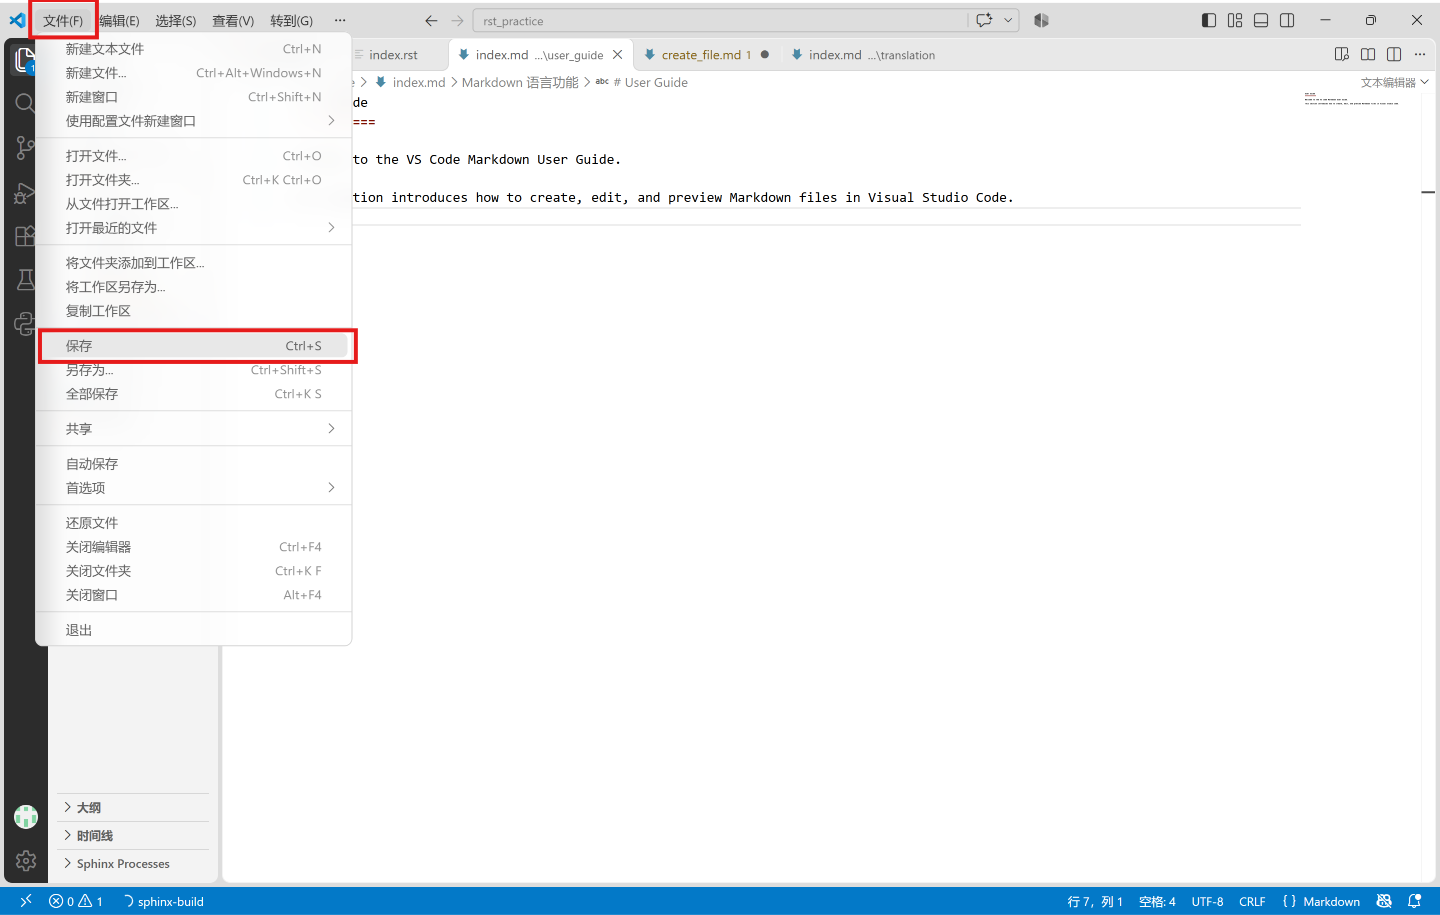 文件(F) 编辑(E) 选择(S) 查看(V) 转到(G) ···
rst_practice
新建文本文件 Ctrl+N
新建文件... Ctrl+Alt+Windows+N
新建窗口 Ctrl+Shift+N
使用配置文件新建窗口
打开文件... Ctrl+O
打开文件夹... Ctrl+K Ctrl+O
从文件打开工作区...
打开最近的文件
将文件夹添加到工作区...
将工作区另存为...
复制工作区
保存 Ctrl+S
另存为... Ctrl+Shift+S
全部保存 Ctrl+K S
共享
自动保存
首选项
还原文件
关闭编辑器 Ctrl+F4
关闭文件夹 Ctrl+K F
关闭窗口 Alt+F4
退出
1
index.rst
index.md ...\user_guide
create_file.md 1
index.md ...\translation
e > index.md > Markdown 语言功能 > abc # User Guide
文本编辑器
de
===
to the VS Code Markdown User Guide.
tion introduces how to create, edit, and preview Markdown files in Visual Studio Code.
大纲
时间线
Sphinx Processes
0 1 sphinx-build
行 7，列 1 空格: 4 UTF-8 CRLF { } Markdown